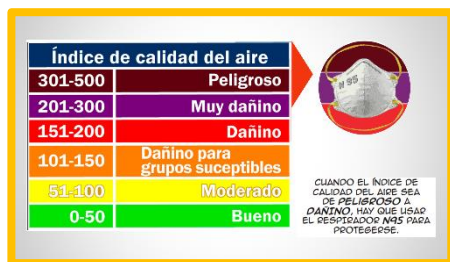 Índice de calidad del aire
301-500 Peligroso
201-300 Muy dañino
151-200 Dañino
101-150 Dañino para
grupos suceptibles
51-100 Moderado
0-50 Bueno
N95
CUANDO EL ÍNDICE DE
CALIDAD DEL AIRE SEA
DE PELIGROSO A
DAÑINO, HAY QUE USAR
EL RESPIRADOR N95 PARA
PROTEGERSE.